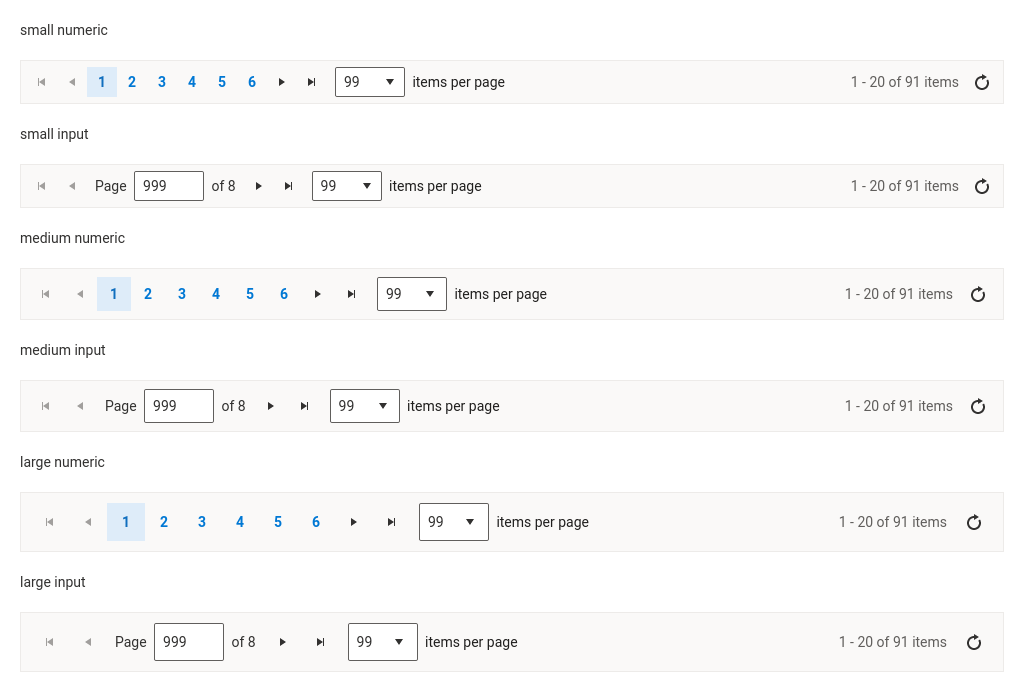 small numeric
1 2 3 4 5 6 99 items per page 1 - 20 of 91 items
small input
Page 999 of 8 99 items per page 1 - 20 of 91 items
medium numeric
1 2 3 4 5 6 99 items per page 1 - 20 of 91 items
medium input
Page 999 of 8 99 items per page 1 - 20 of 91 items
large numeric
1 2 3 4 5 6 99 items per page 1 - 20 of 91 items
large input
Page 999 of 8 99 items per page 1 - 20 of 91 items